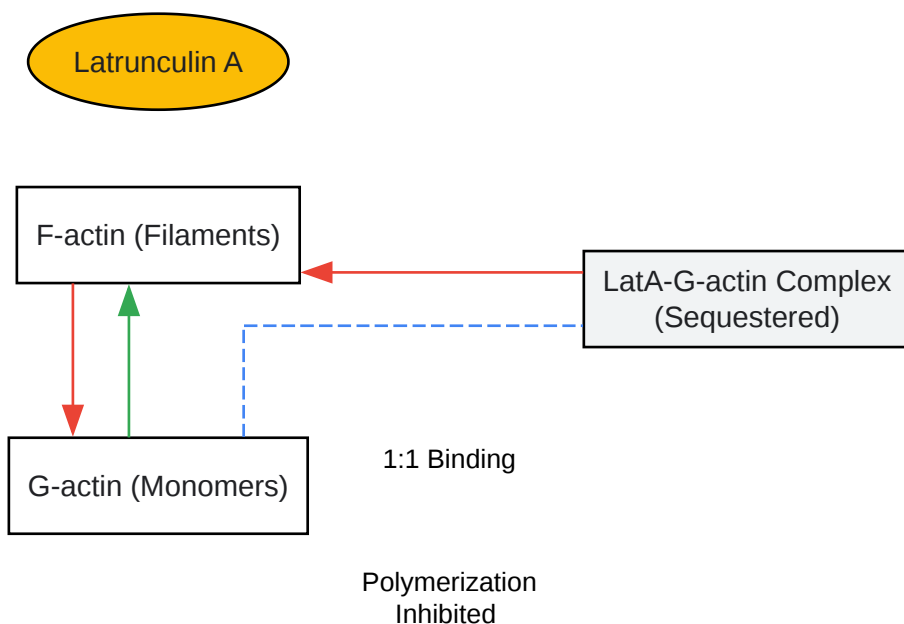 Latrunculin A
F-actin (Filaments)
LatA-G-actin Complex
(Sequestered)
G-actin (Monomers)
1:1 Binding
Polymerization
Inhibited